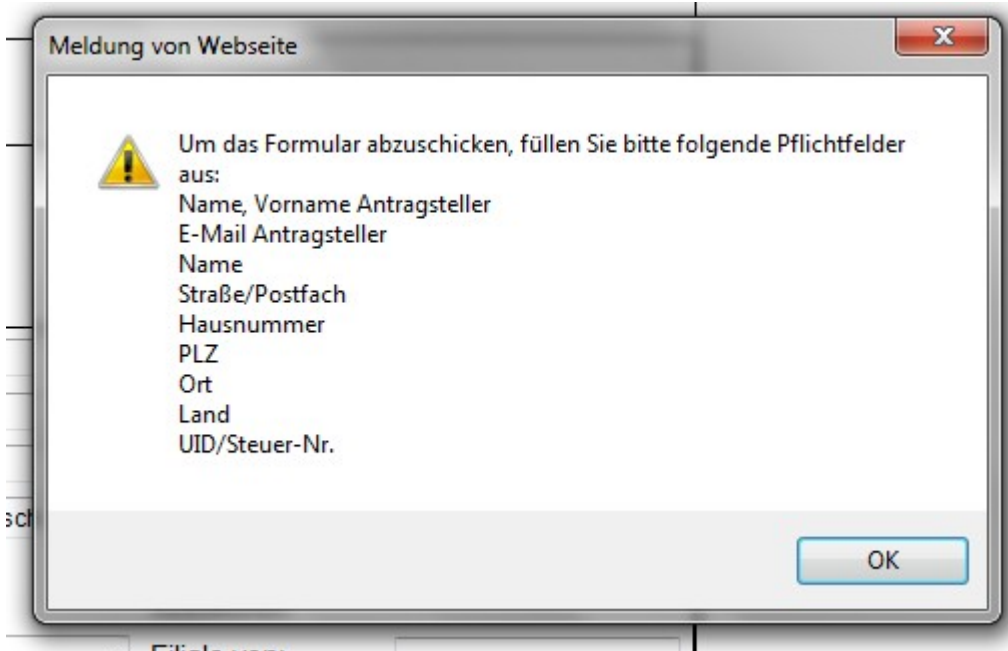 Meldung von Webseite
Um das Formular abzuschicken, füllen Sie bitte folgende Pflichtfelder
aus:
Name, Vorname Antragsteller
E-Mail Antragsteller
Name
Straße/Postfach
Hausnummer
PLZ
Ort
Land
UID/Steuer-Nr.
sch
OK